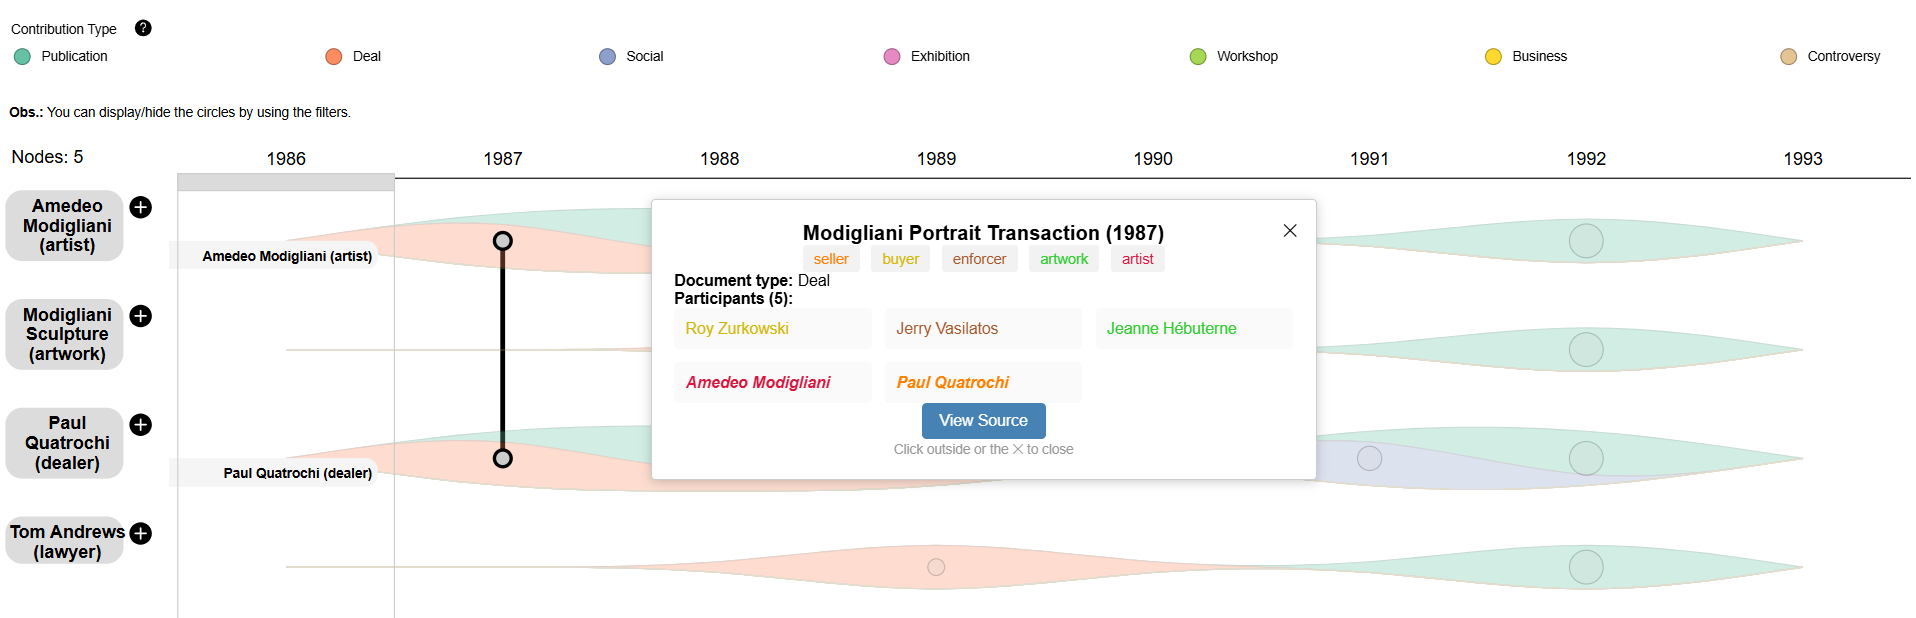 Contribution Type ?
Publication Deal Social Exhibition Workshop Business Controversy
Obs.: You can display/hide the circles by using the filters.
Nodes: 5 1986 1987 1988 1989 1990 1991 1992 1993
Amedeo
Modigliani
(artist)
Amedeo Modigliani (artist)
Modigliani
Sculpture
(artwork)
Paul
Quatrochi
(dealer)
Paul Quatrochi (dealer)
Tom Andrews
(lawyer)
Modigliani Portrait Transaction (1987)
seller buyer enforcer artwork artist
Document type: Deal
Participants (5):
Roy Zurkowski Jerry Vasilatos Jeanne Hébuterne
Amedeo Modigliani Paul Quatrochi
View Source
Click outside or the X to close